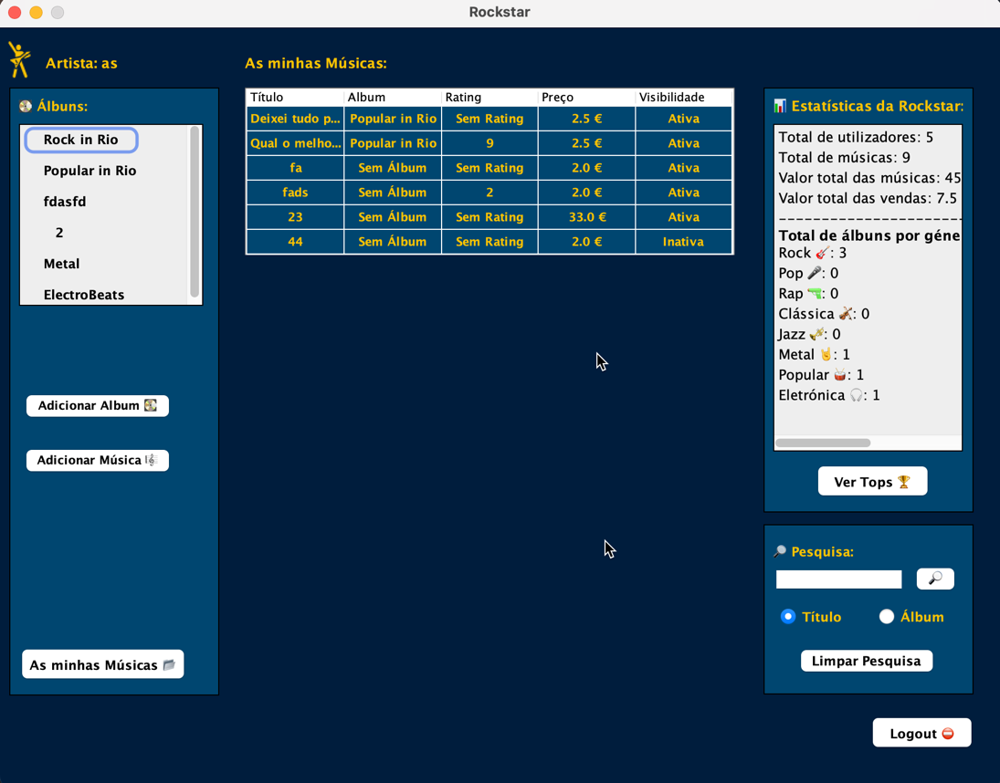 Rockstar
Artista: as
As minhas Músicas:
Álbuns:
Rock in Rio
Popular in Rio
fdasfd
2
Metal
ElectroBeats
Adicionar Album
Adicionar Música
As minhas Músicas
Título Album Rating Preço Visibilidade
Deixei tudo p... Popular in Rio Sem Rating 2.5 € Ativa
Qual o melho... Popular in Rio 9 2.5 € Ativa
fa Sem Álbum Sem Rating 2.0 € Ativa
fads Sem Álbum 2 2.0 € Ativa
23 Sem Álbum Sem Rating 33.0 € Ativa
44 Sem Álbum Sem Rating 2.0 € Inativa
Estatísticas da Rockstar:
Total de utilizadores: 5
Total de músicas: 9
Valor total das músicas: 45
Valor total das vendas: 7.5
Total de álbuns por géne
Rock 🎸: 3
Pop 🎤: 0
Rap 🔫: 0
Clássica 🎻: 0
Jazz 🎺: 0
Metal 🤘: 1
Popular 🥁: 1
Eletrónica 🎧: 1
Ver Tops
Pesquisa:
Título Álbum
Limpar Pesquisa
Logout